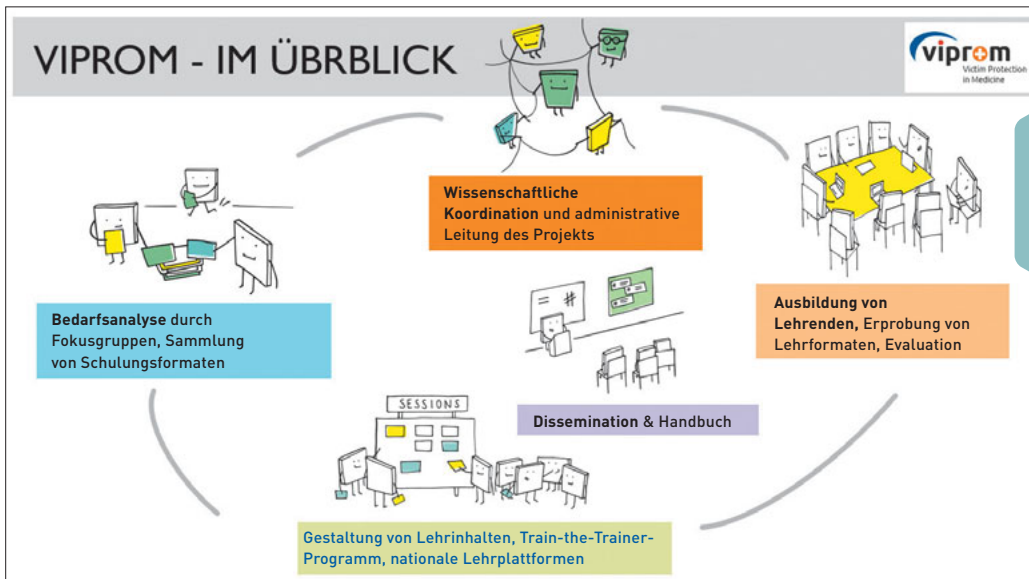 VIPROM - IM ÜBRBLICK
viprom
Victim Protection
in Medicine
Wissenschaftliche
Koordination und administrative
Leitung des Projekts
Bedarfsanalyse durch
Fokusgruppen, Sammlung
von Schulungsformaten
Ausbildung von
Lehrenden, Erprobung von
Lehrformaten, Evaluation
= #
Dissemination & Handbuch
SESSIONS
Gestaltung von Lehrinhalten, Train-the-Trainer-
Programm, nationale Lehrplattformen